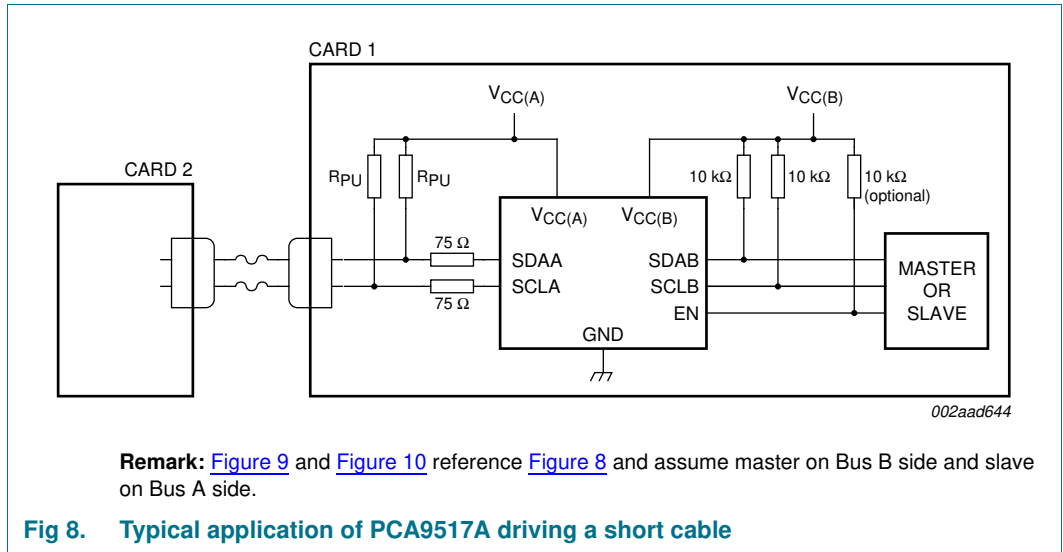 CARD 1
VCC(A)
VCC(B)
CARD 2
RPU
RPU
10 kΩ
10 kΩ
10 kΩ
(optional)
VCC(A)
VCC(B)
75 Ω
SDAA
SCLA
75 Ω
SDAB
SCLB
EN
GND
MASTER
OR
SLAVE
002aad644
Remark: Figure 9 and Figure 10 reference Figure 8 and assume master on Bus B side and slave
on Bus A side.
Fig 8. Typical application of PCA9517A driving a short cable